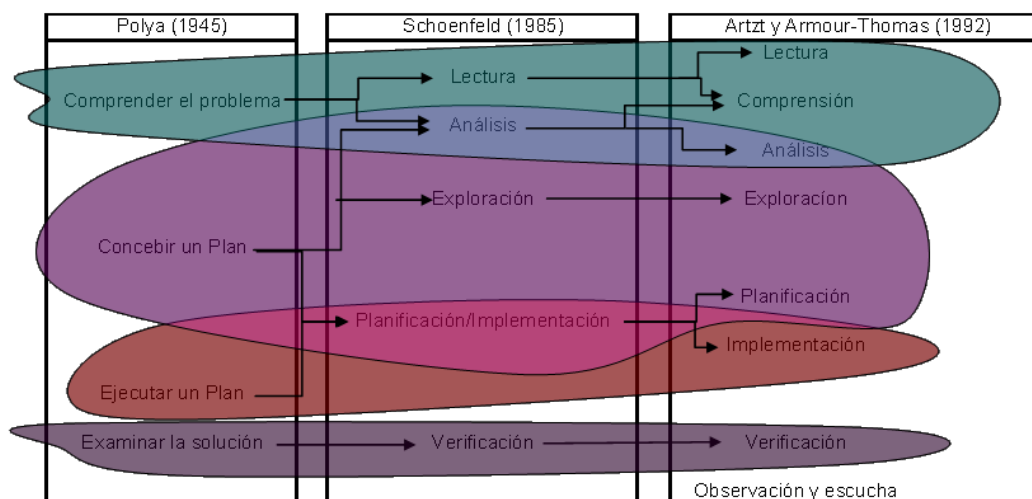 Polya (1945)
Schoenfeld (1985)
Artzt y Armour-Thomas (1992)
Lectura
Lectura
Comprender el problema
Comprensión
Análisis
Análisis
Exploración
Exploracíon
Concebir un Plan
Planificación
Planificación/Implementación
Implementación
Ejecutar un Plan
Examinar la solución
Verificación
Verificación
Observación y escucha